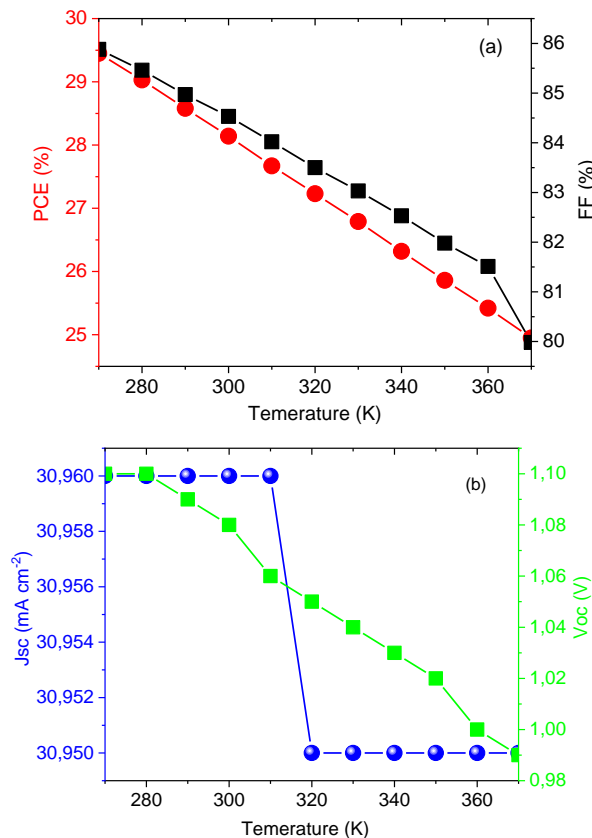 (a)
30
29
28
27
26
25
PCE (%)
86
85
84
83
82
81
80
FF (%)
280 300 320 340 360
Temerature (K)
(b)
30,960
30,958
30,956
30,954
30,952
30,950
Jsc (mA cm-2)
1,10
1,08
1,06
1,04
1,02
1,00
0,98
Voc (V)
280 300 320 340 360
Temerature (K)